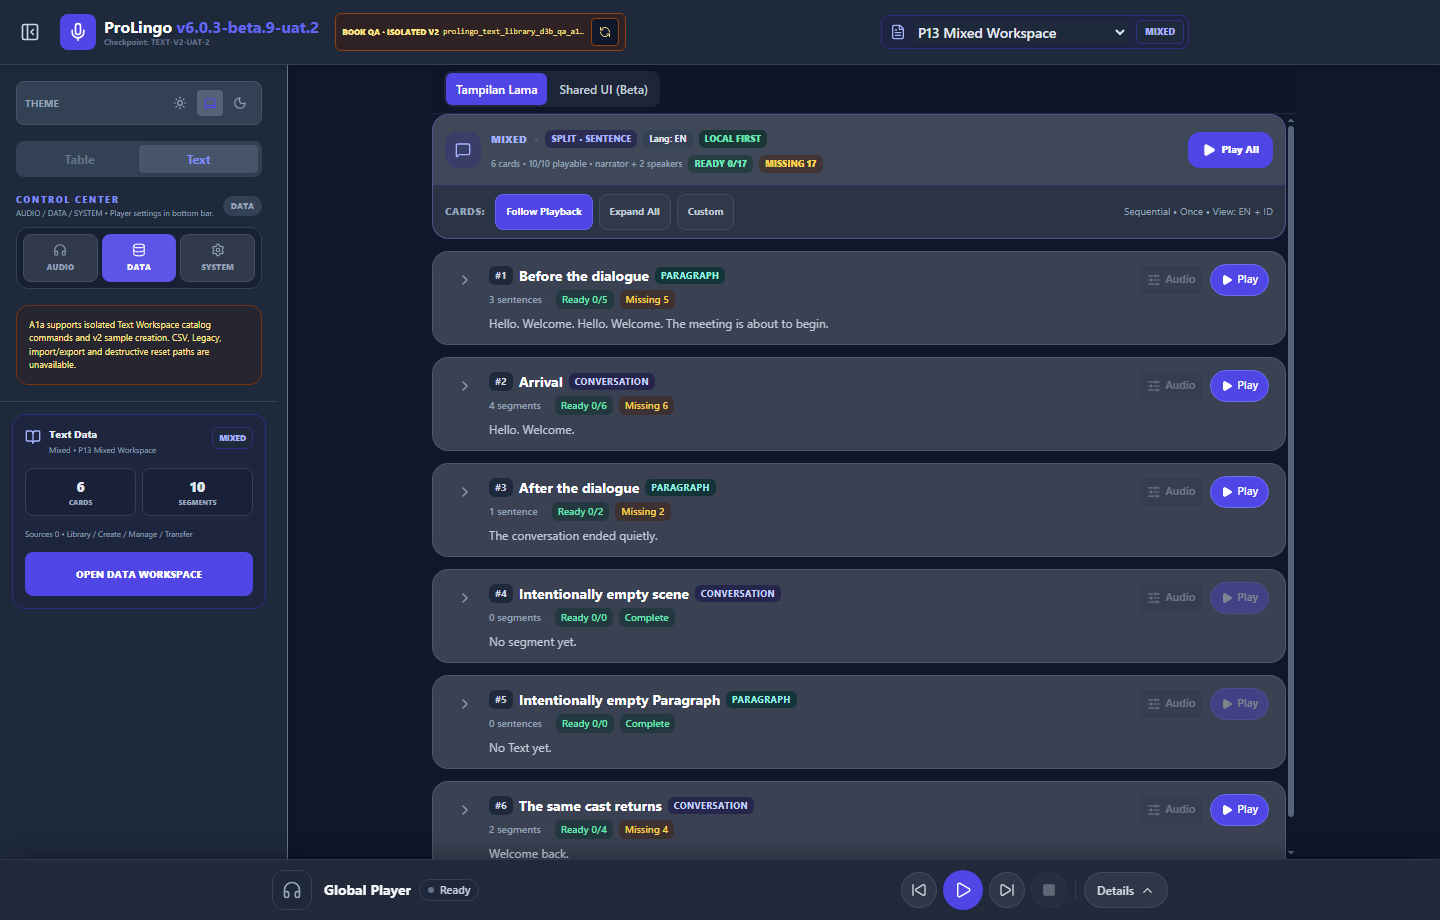 ProLingo v6.0.3-beta.9-uat.2
Checkpoint: TEXT-V2-UAT-2
BOOK QA • ISOLATED V2 prolingo_text_library_d3b_qa_a1…
P13 Mixed Workspace
MIXED
THEME
Table
Text
CONTROL CENTER
AUDIO / DATA / SYSTEM • Player settings in bottom bar.
DATA
AUDIO
DATA
SYSTEM
A1a supports isolated Text Workspace catalog
commands and v2 sample creation. CSV, Legacy,
import/export and destructive reset paths are
unavailable.
Text Data
Mixed • P13 Mixed Workspace
MIXED
6
CARDS
10
SEGMENTS
Sources 0 • Library / Create / Manage / Transfer
OPEN DATA WORKSPACE
Tampilan Lama
Shared UI (Beta)
MIXED • SPLIT - SENTENCE Lang: EN LOCAL FIRST
6 cards • 10/10 playable • narrator + 2 speakers READY 0/17 MISSING 17
Play All
CARDS: Follow Playback Expand All Custom
Sequential • Once • View: EN + ID
#1 Before the dialogue PARAGRAPH
3 sentences Ready 0/5 Missing 5
Hello. Welcome. Hello. Welcome. The meeting is about to begin.
Audio Play
#2 Arrival CONVERSATION
4 segments Ready 0/6 Missing 6
Hello. Welcome.
Audio Play
#3 After the dialogue PARAGRAPH
1 sentence Ready 0/2 Missing 2
The conversation ended quietly.
Audio Play
#4 Intentionally empty scene CONVERSATION
0 segments Ready 0/0 Complete
No segment yet.
Audio Play
#5 Intentionally empty Paragraph PARAGRAPH
0 sentences Ready 0/0 Complete
No Text yet.
Audio Play
#6 The same cast returns CONVERSATION
2 segments Ready 0/4 Missing 4
Welcome back.
Audio Play
Global Player
Ready
Details